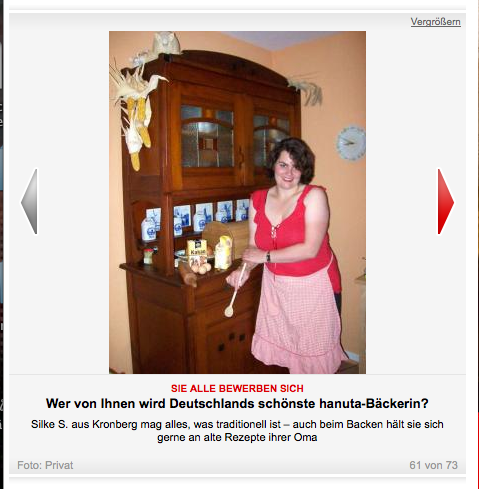 Vergrößern
Kakao
SIE ALLE BEWERBEN SICH
Wer von Ihnen wird Deutschlands schönste hanuta-Bäckerin?
Silke S. aus Kronberg mag alles, was traditionell ist – auch beim Backen hält sie sich
gerne an alte Rezepte ihrer Oma
Foto: Privat
61 von 73